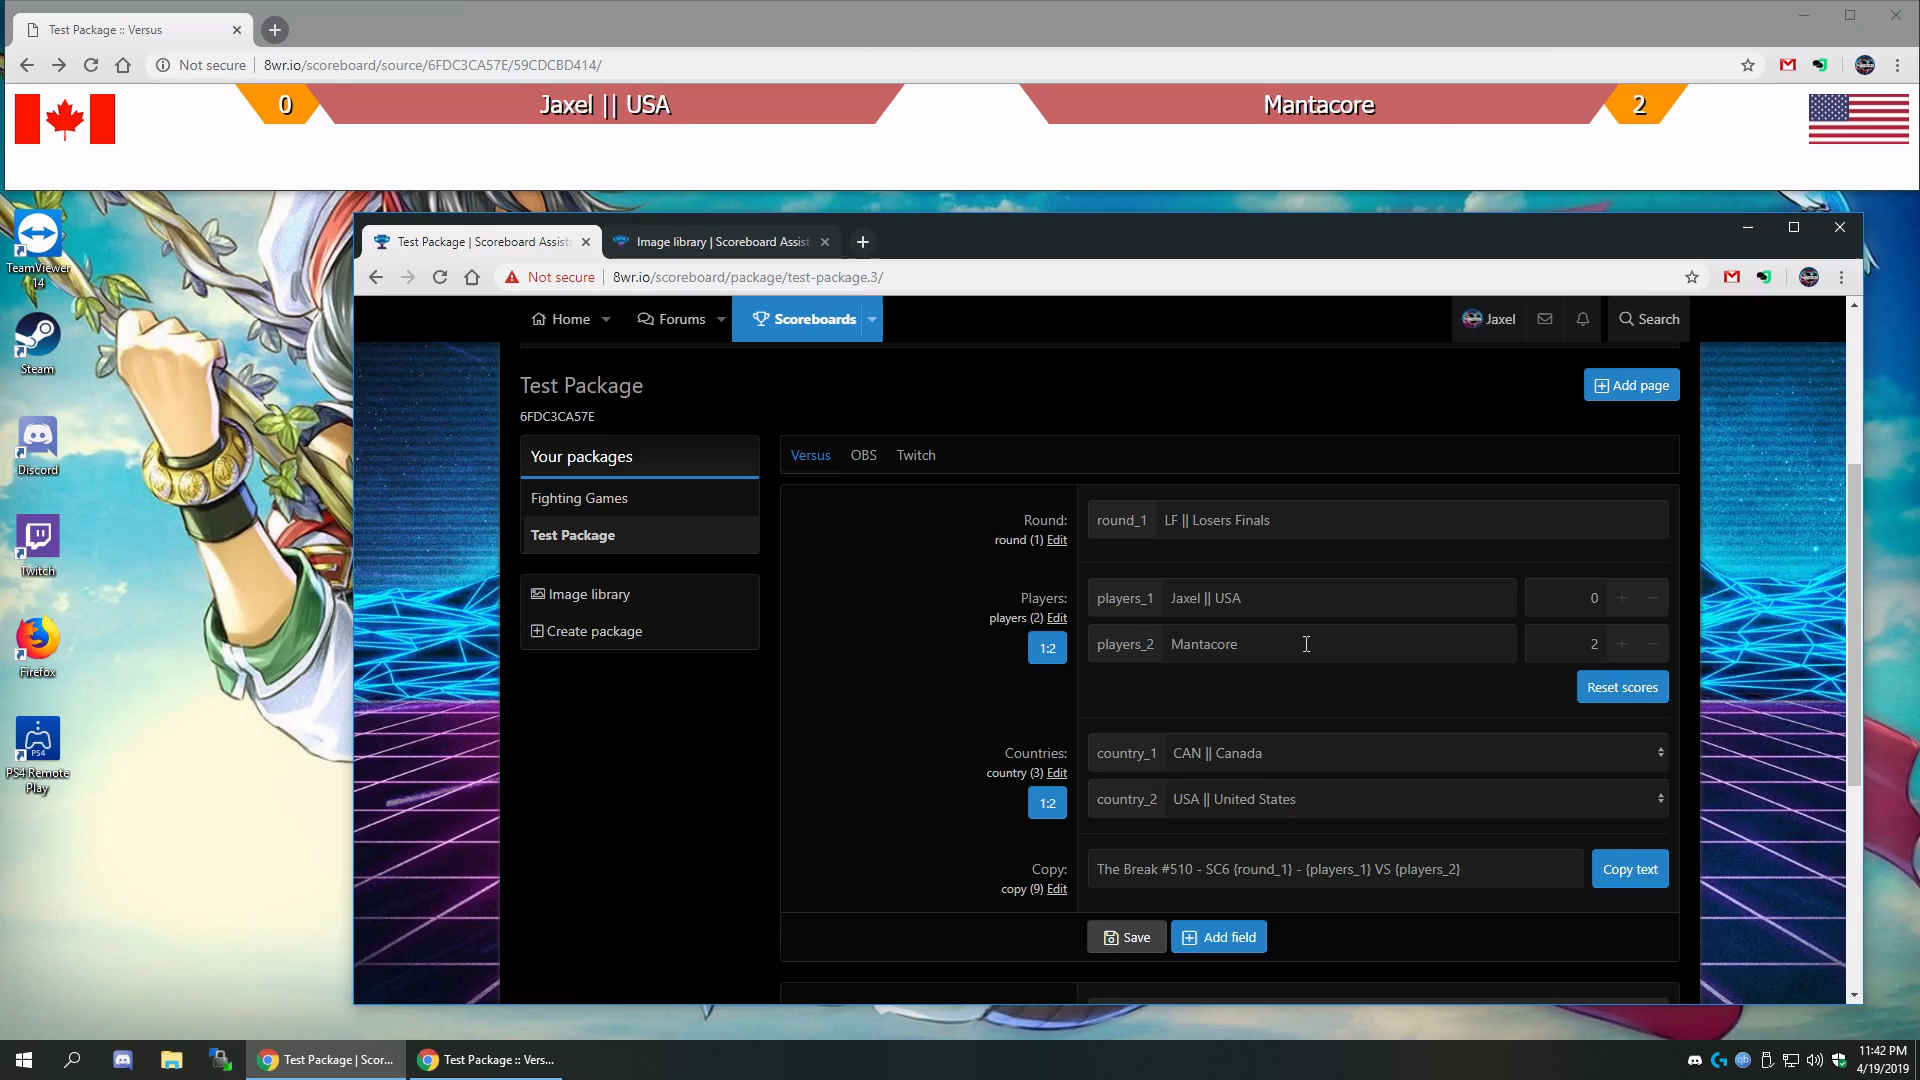 Test Package :: Versus
Not secure
8wr.io/scoreboard/source/6FDC3CA57E/59CDCBD414/
0
Jaxel || USA
Mantacore
2
TeamViewer 14
Steam
Discord
Twitch
Firefox
PS4
PS4 Remote Play
Test Package | Scoreboard Assist
Image library | Scoreboard Assist
Not secure
8wr.io/scoreboard/package/test-package.3/
Home
Forums
Scoreboards
Jaxel
Search
Test Package
Add page
6FDC3CA57E
Your packages
Fighting Games
Test Package
Image library
Create package
Versus
OBS
Twitch
Round:
round (1) Edit
round_1
LF || Losers Finals
Players:
players (2) Edit
1:2
players_1
Jaxel || USA
0
players_2
Mantacore
2
Reset scores
Countries:
country (3) Edit
1:2
country_1
CAN || Canada
country_2
USA || United States
Copy:
copy (9) Edit
The Break #510 - SC6 {round_1} - {players_1} VS {players_2}
Copy text
Save
Add field
Test Package | Scor...
Test Package :: Vers...
11:42 PM
4/19/2019